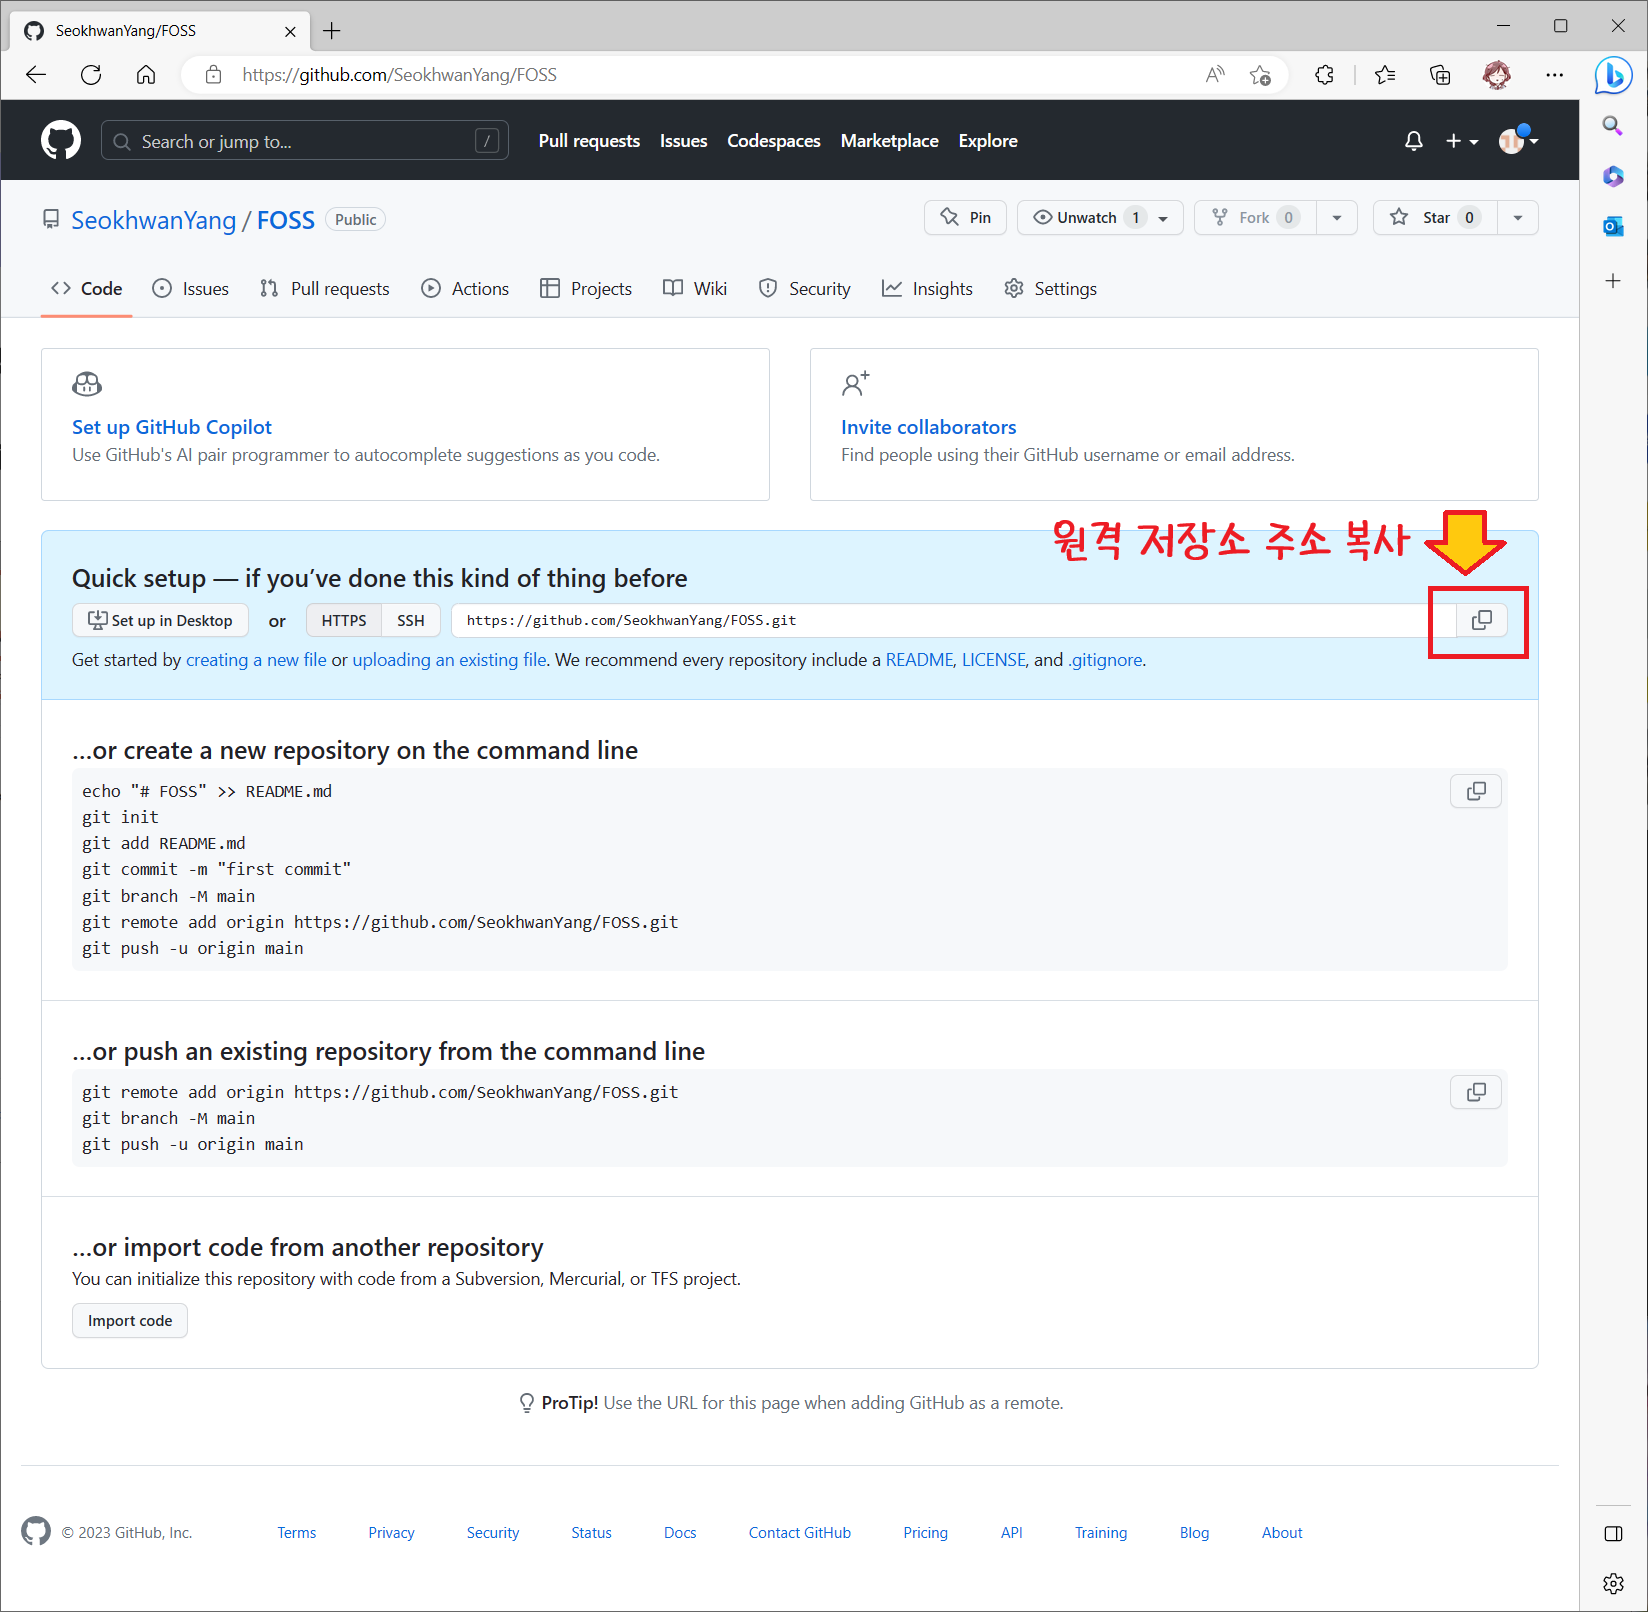 SeokhwanYang/FOSS
https://github.com/SeokhwanYang/FOSS
Search or jump to... /
Pull requests Issues Codespaces Marketplace Explore
SeokhwanYang / FOSS Public
Pin Unwatch 1 Fork 0 Star 0
Code Issues Pull requests Actions Projects Wiki Security Insights Settings
Set up GitHub Copilot
Use GitHub's AI pair programmer to autocomplete suggestions as you code.
Invite collaborators
Find people using their GitHub username or email address.
원격 저장소 주소 복사
Quick setup — if you’ve done this kind of thing before
Set up in Desktop or HTTPS SSH https://github.com/SeokhwanYang/FOSS.git
Get started by creating a new file or uploading an existing file. We recommend every repository include a README, LICENSE, and .gitignore.
…or create a new repository on the command line
echo "# FOSS" >> README.md
git init
git add README.md
git commit -m "first commit"
git branch -M main
git remote add origin https://github.com/SeokhwanYang/FOSS.git
git push -u origin main
…or push an existing repository from the command line
git remote add origin https://github.com/SeokhwanYang/FOSS.git
git branch -M main
git push -u origin main
…or import code from another repository
You can initialize this repository with code from a Subversion, Mercurial, or TFS project.
Import code
ProTip! Use the URL for this page when adding GitHub as a remote.
© 2023 GitHub, Inc. Terms Privacy Security Status Docs Contact GitHub Pricing API Training Blog About